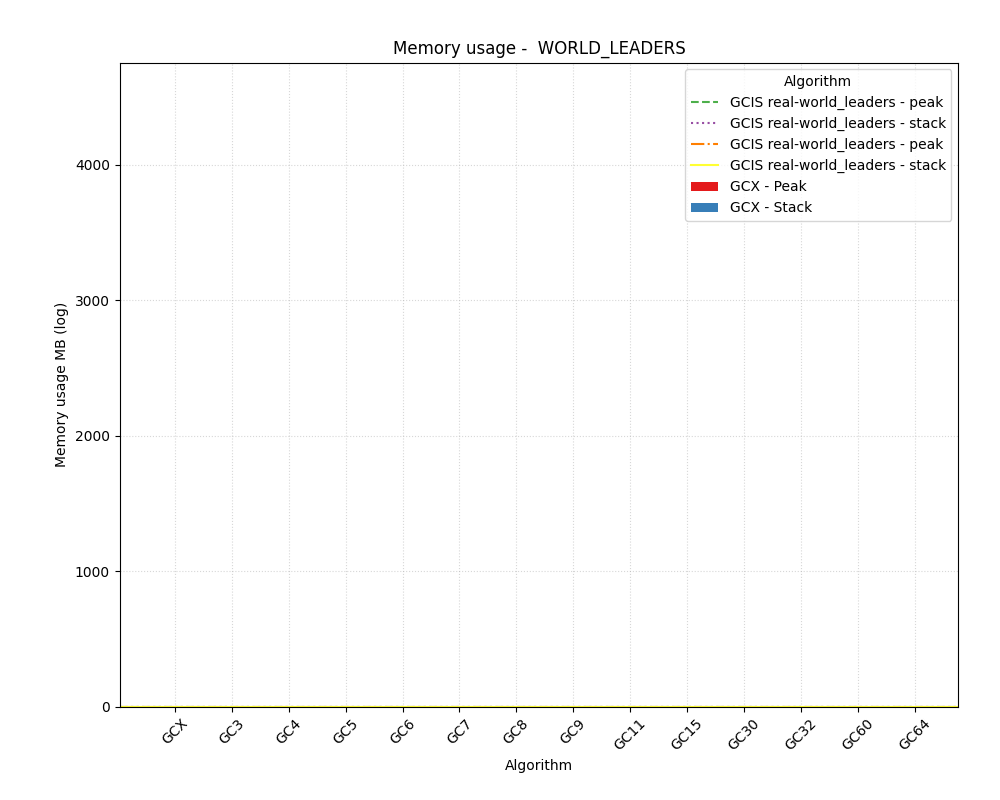 Memory usage -  WORLD_LEADERS
Algorithm
GCIS real-world_leaders - peak
GCIS real-world_leaders - stack
GCIS real-world_leaders - peak
GCIS real-world_leaders - stack
GCX - Peak
GCX - Stack
4000
3000
2000
1000
0
Memory usage MB (log)
GCX GC3 GC4 GC5 GC6 GC7 GC8 GC9 GC11 GC15 GC30 GC32 GC60 GC64
Algorithm